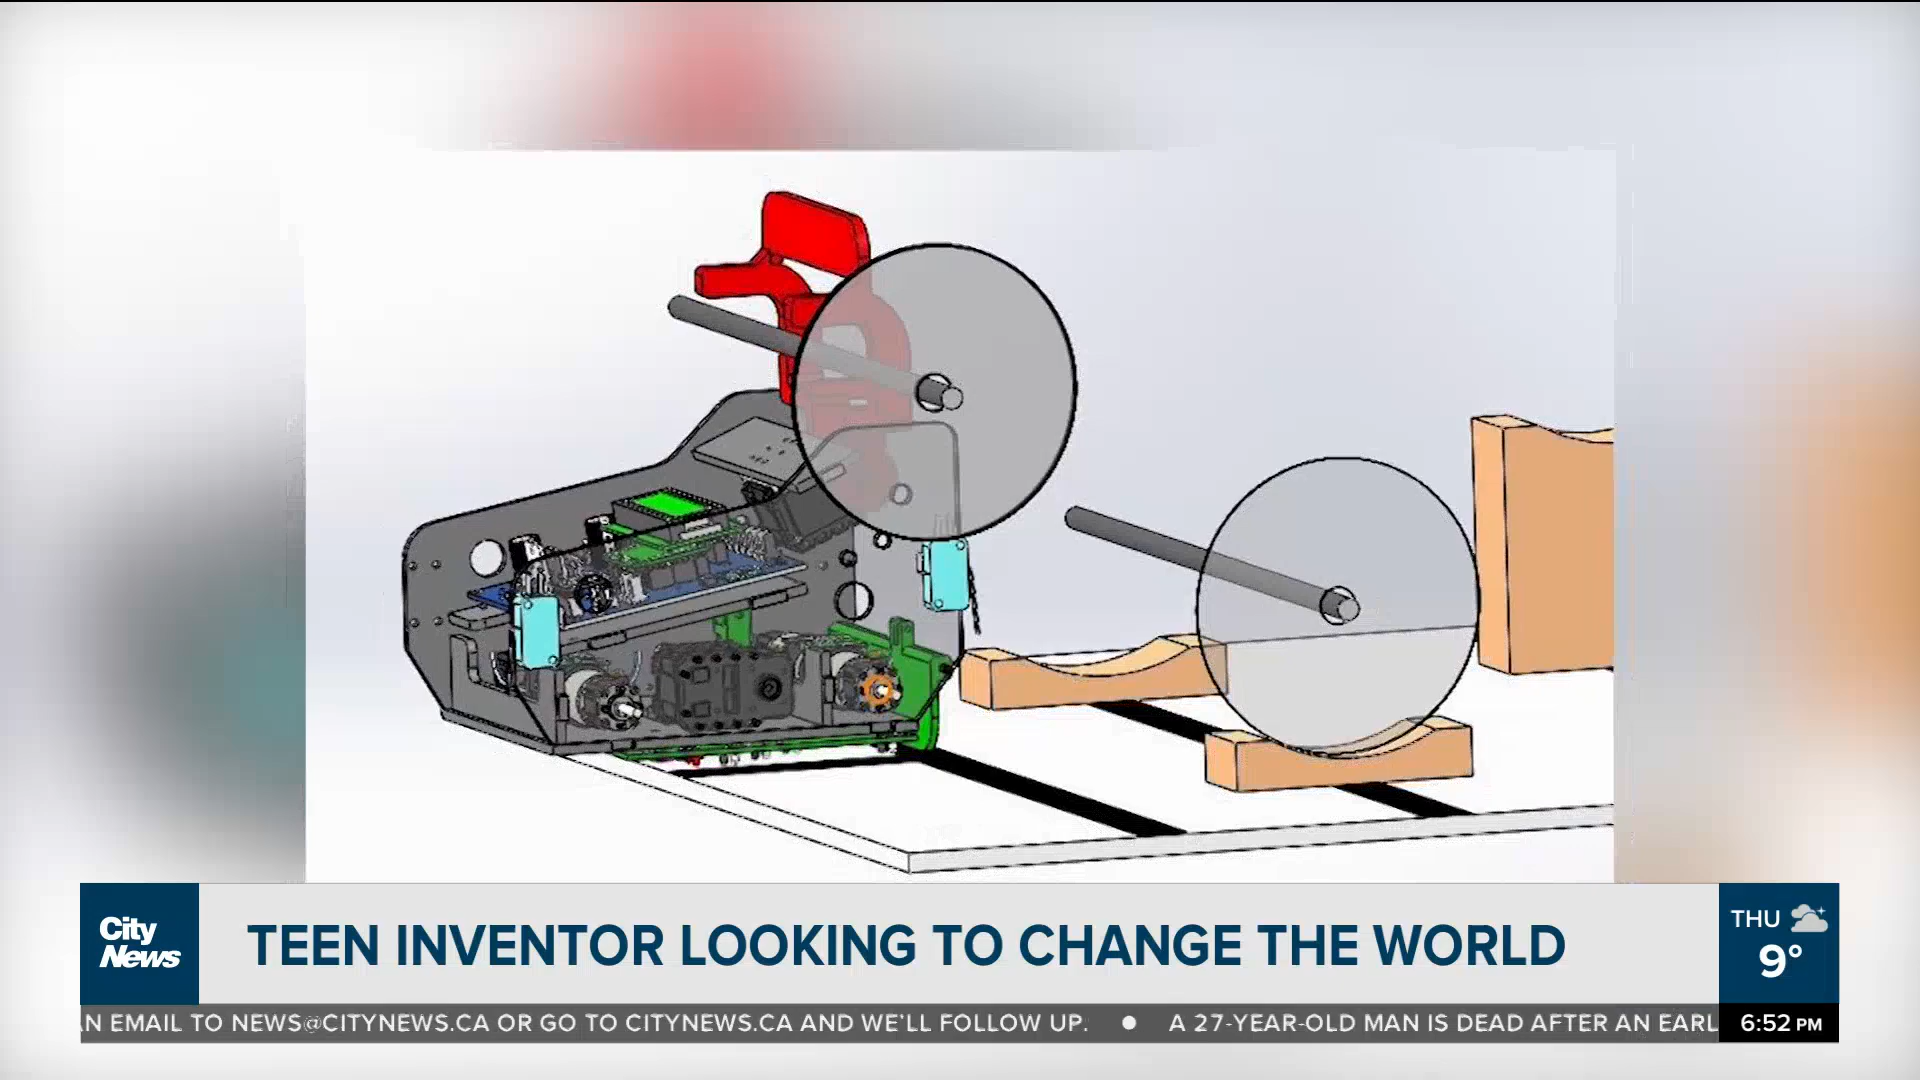 City
News
TEEN INVENTOR LOOKING TO CHANGE THE WORLD
THU
9°
AN EMAIL TO NEWS@CITYNEWS.CA OR GO TO CITYNEWS.CA AND WE'LL FOLLOW UP. ● A 27-YEAR-OLD MAN IS DEAD AFTER AN EARL
6:52 PM